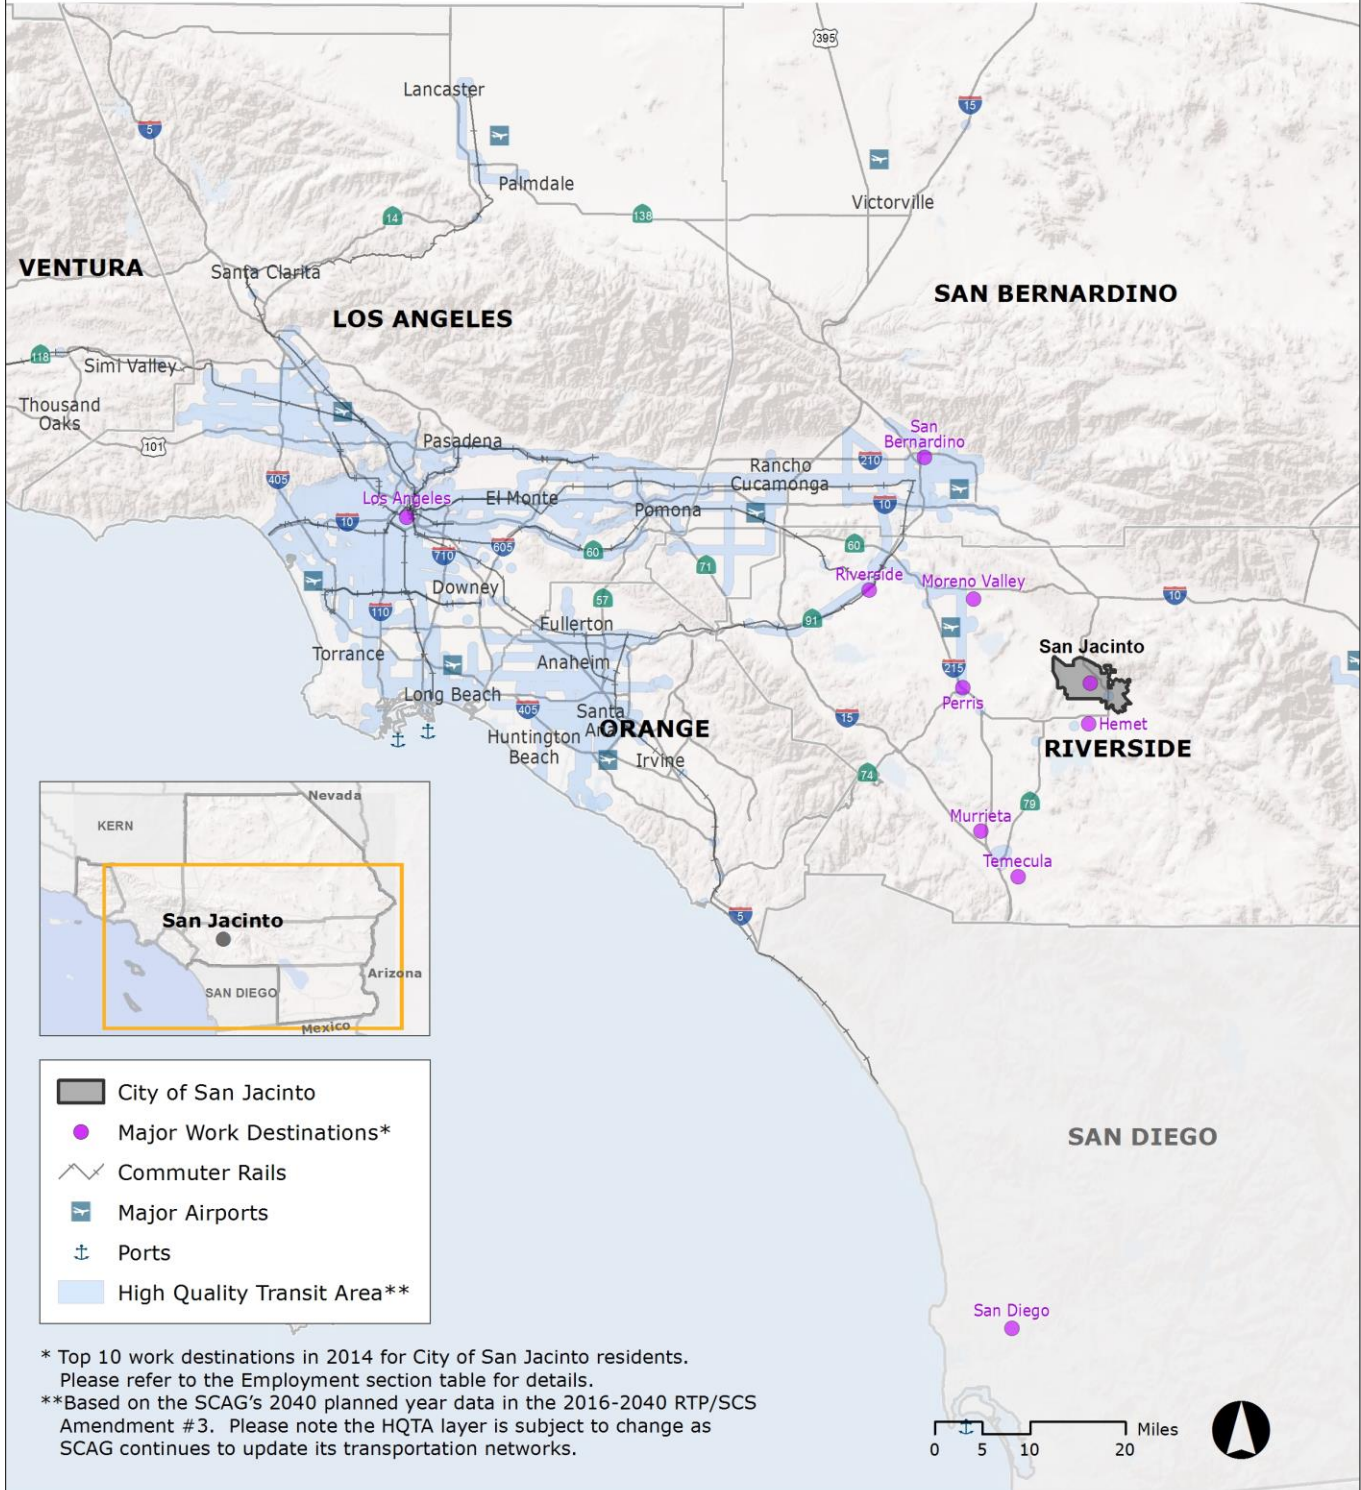 395
Lancaster
15
5
Palmdale
Victorville
14
138
VENTURA
Santa Clarita
SAN BERNARDINO
LOS ANGELES
118
Simi Valley
Thousand
Oaks
101
Pasadena
San
Bernardino
210
Rancho
Cucamonga
405
Los Angeles
El Monte
10
Pomona
10
710
605
60
60
71
Riverside
Moreno Valley
Downey
57
10
110
91
Fullerton
San Jacinto
Torrance
Anaheim
215
Long Beach
Perris
405
Santa
Ana
ORANGE
15
Hemet
Huntington
Beach
Irvine
RIVERSIDE
74
79
Murrieta
Temecula
5
Nevada
KERN
San Jacinto
Arizona
SAN DIEGO
Mexico
City of San Jacinto
Major Work Destinations*
Commuter Rails
Major Airports
Ports
High Quality Transit Area**
SAN DIEGO
San Diego
* Top 10 work destinations in 2014 for City of San Jacinto residents.
Please refer to the Employment section table for details.
**Based on the SCAG's 2040 planned year data in the 2016-2040 RTP/SCS
Amendment #3. Please note the HQTA layer is subject to change as
SCAG continues to update its transportation networks.
Miles
0 5 10 20